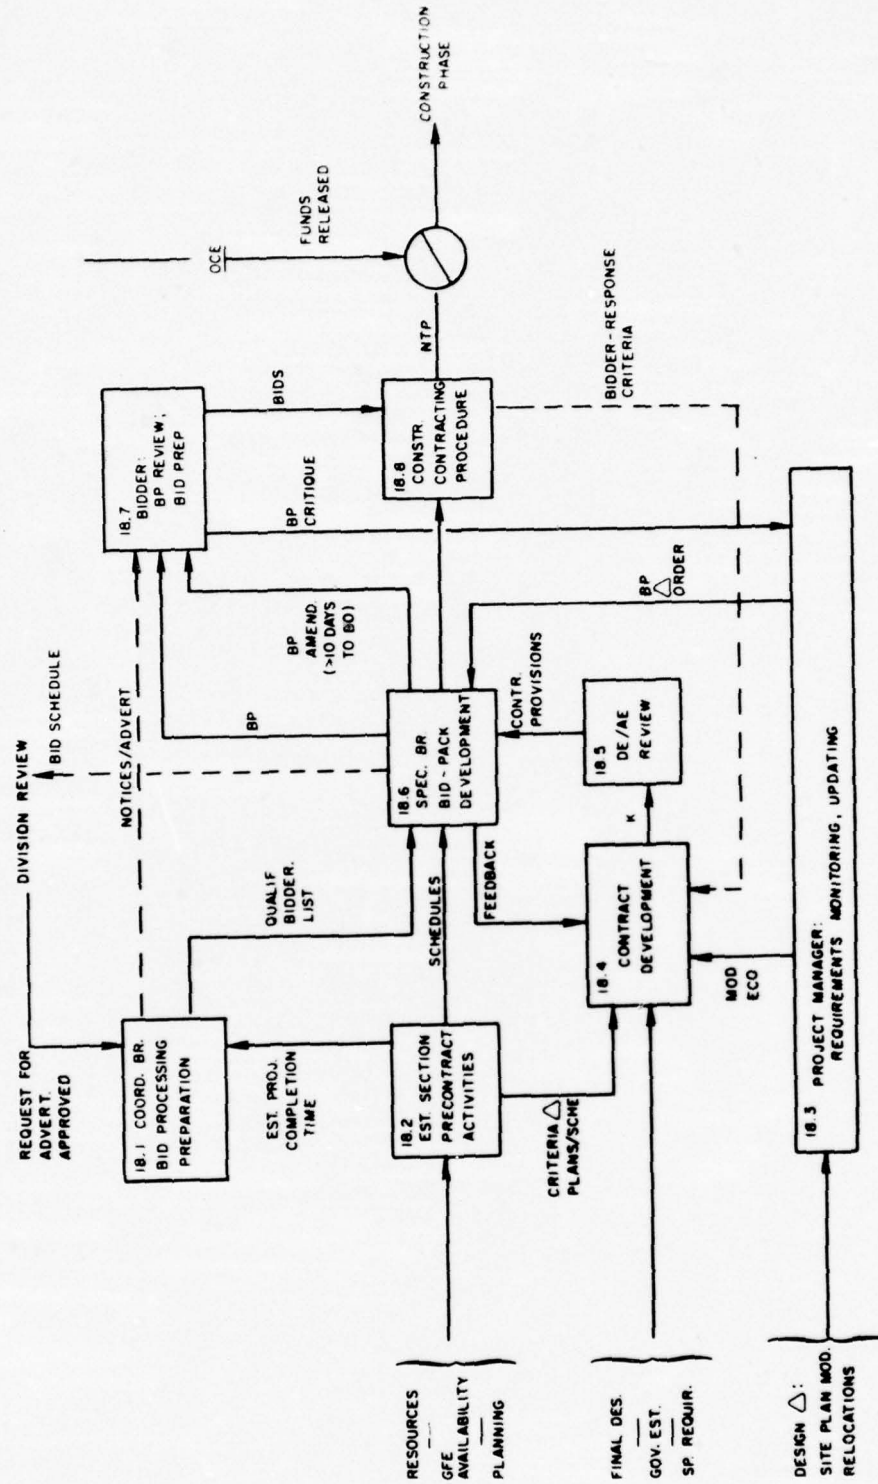 REQUEST FOR
ADVERT.
APPROVED
DIVISION REVIEW
BID SCHEDULE
NOTICES/ADVERT
18.1 COORD. BR.
BID PROCESSING
PREPARATION
QUALIF
BIDDER.
LIST
EST. PROJ.
COMPLETION
TIME
18.7
BIDDER:
BP REVIEW;
BID PREP
BP
BP
AMEND.
(>10 DAYS
TO BO)
BP
CRITIQUE
BIDS
OCE
FUNDS
RELEASED
CONSTRUCTION
PHASE
RESOURCES
GFE
AVAILABILITY
PLANNING
18.2
EST. SECTION
PRECONTRACT
ACTIVITIES
SCHEDULES
18.6
SPEC. BR.
BID-PACK
DEVELOPMENT
18.8
CONSTR.
CONTRACTING
PROCEDURE
NTP
FEEDBACK
CONTR.
PROVISIONS
CRITERIA △
PLANS/SCHE
FINAL DES.
GOV. EST.
SP. REQUIR.
18.4
CONTRACT
DEVELOPMENT
K
18.5
DE/AE
REVIEW
BP
△
ORDER
BIDDER-RESPONSE
CRITERIA
MOD
ECO
DESIGN △:
SITE PLAN MOD.
RELOCATIONS
18.3 PROJECT MANAGER:
REQUIREMENTS MONITORING, UPDATING